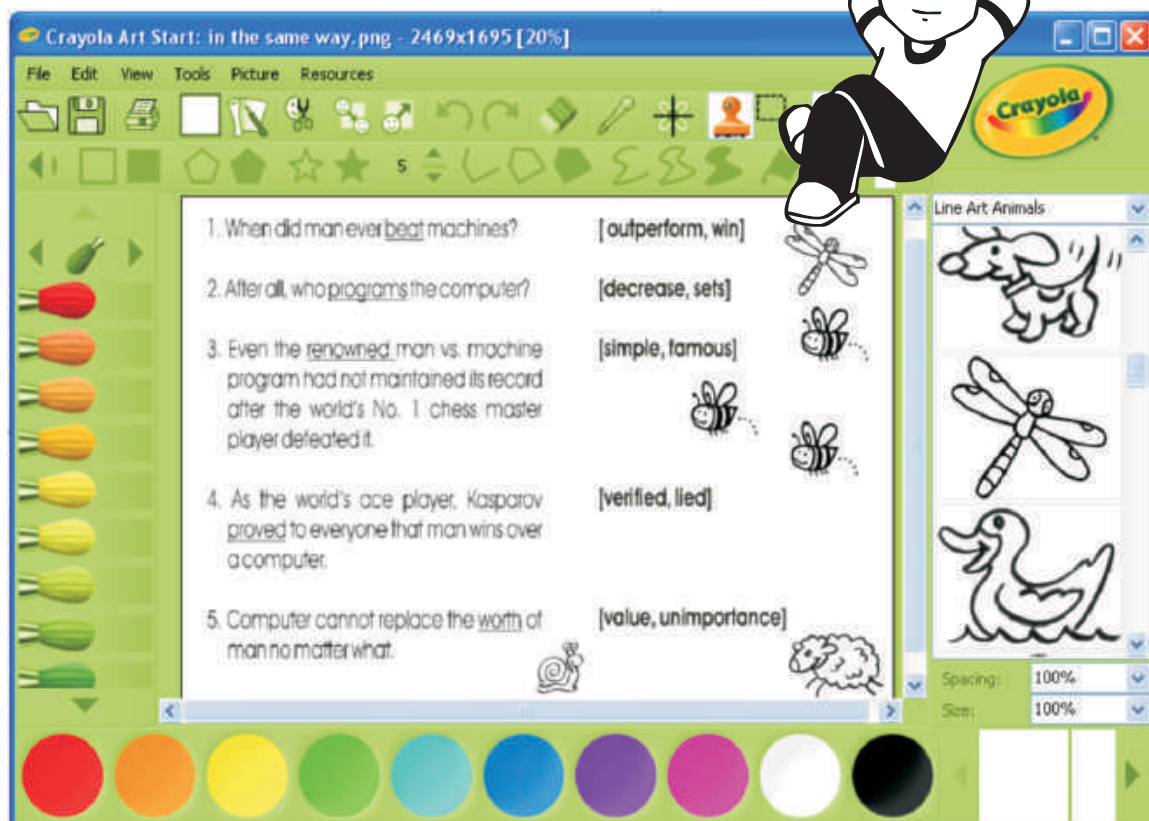 Crayola Art Start: in the same way.png - 2469x1695 [20%]
File Edit View Tools Picture Resources
Crayola
5
Line Art Animals
1. When did man ever beat machines? [ outperform, win]
2. After all, who programs the computer? [decrease, sets]
3. Even the renowned man vs. machine [simple, famous]
program had not maintained its record
after the world's No. 1 chess master
player defeated it.
4. As the world's ace player, Kasparov [verified, lied]
proved to everyone that man wins over
a computer.
5. Computer cannot replace the worth of [value, unimportance]
man no matter what.
Spacing: 100%
Size: 100%